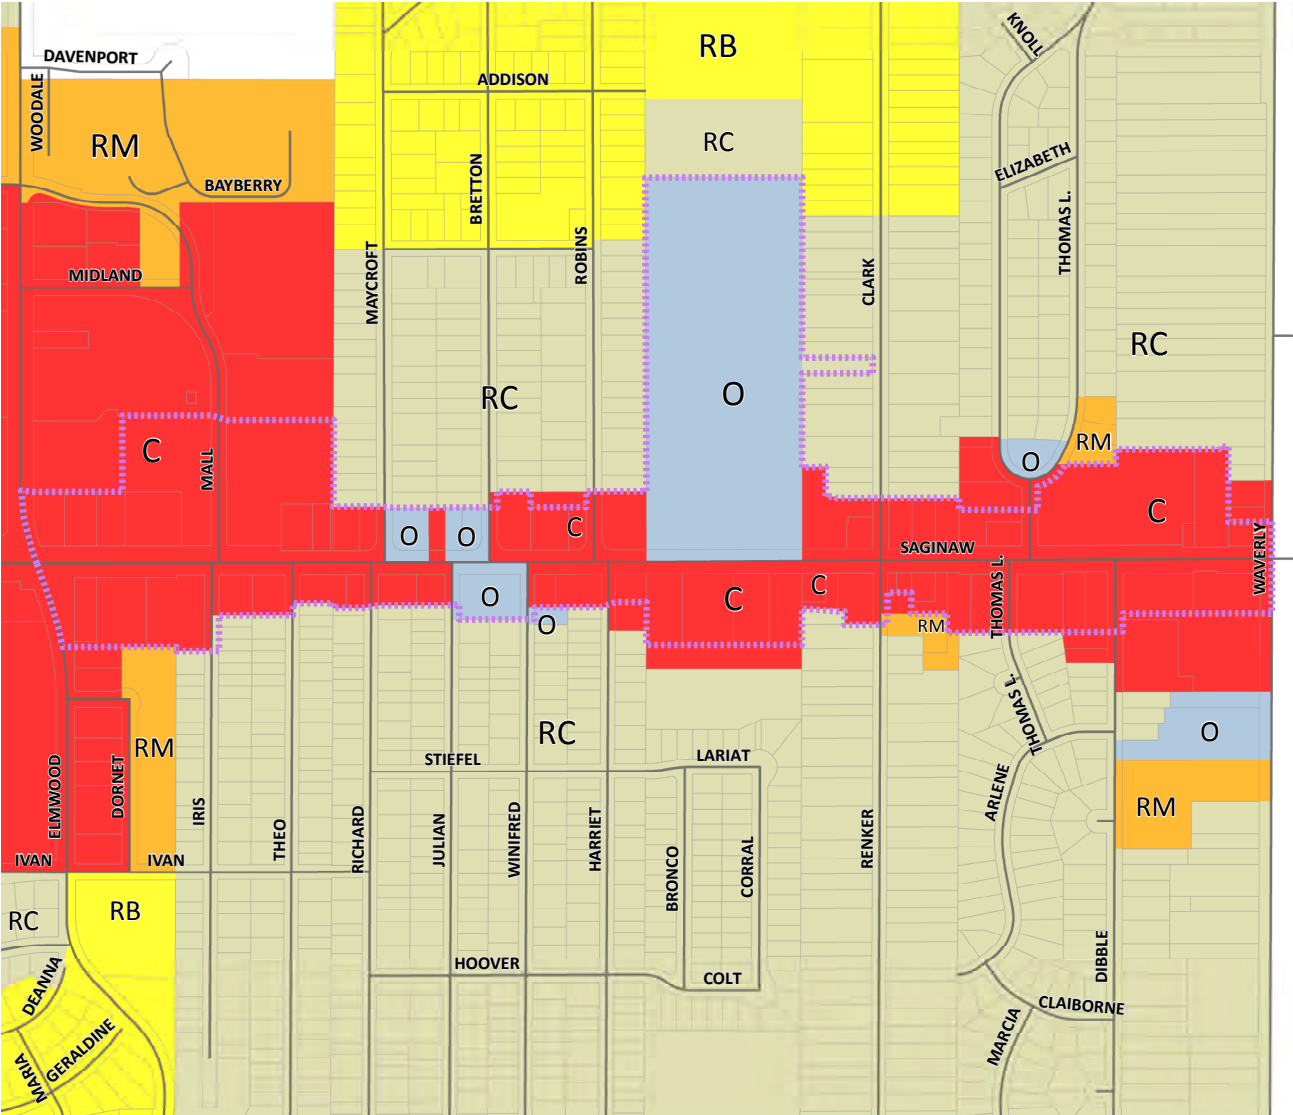 KNOLL
RB
DAVENPORT
ADDISON
WOODALE
RM
RC
ELIZABETH
BAYBERRY
BRETTON
THOMAS L.
ROBINS
MIDLAND
MAYCROFT
CLARK
RC
RC
O
C
MALL
RM
O
C
O
O
C
SAGINAW
WAVERLY
THOMAS L.
C
C
O
O
RM
THOMAS L.
RC
O
RM
STIEFEL
LARIAT
ELMWOOD
DORNET
IRIS
THEO
RICHARD
JULIAN
WINIFRED
HARRIET
BRONCO
CORRAL
RENKER
ARLENE
RM
IVAN
IVAN
RC
RB
HOOVER
COLT
DIBBLE
DEANNA
CLAIBORNE
MARCIA
GERALDINE
MARIA